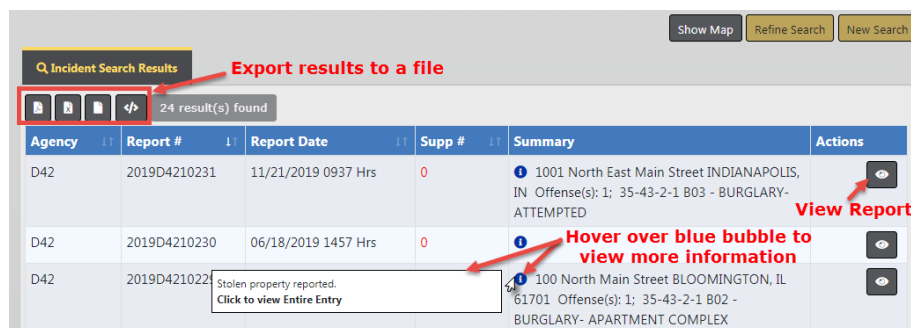 Show Map Refine Search New Search
Incident Search Results
Export results to a file
24 result(s) found
Agency Report # Report Date Supp # Summary Actions
D42 2019D4210231 11/21/2019 0937 Hrs 0 1001 North East Main Street INDIANAPOLIS,
IN Offense(s): 1; 35-43-2-1 B03 - BURGLARY-
ATTEMPTED
View Report
D42 2019D4210230 06/18/2019 1457 Hrs 0
Hover over blue bubble to
view more information
D42 2019D4210229 100 North Main Street BLOOMINGTON, IL
Stolen property reported.
Click to view Entire Entry
61701 Offense(s): 1; 35-43-2-1 B02 -
BURGLARY- APARTMENT COMPLEX